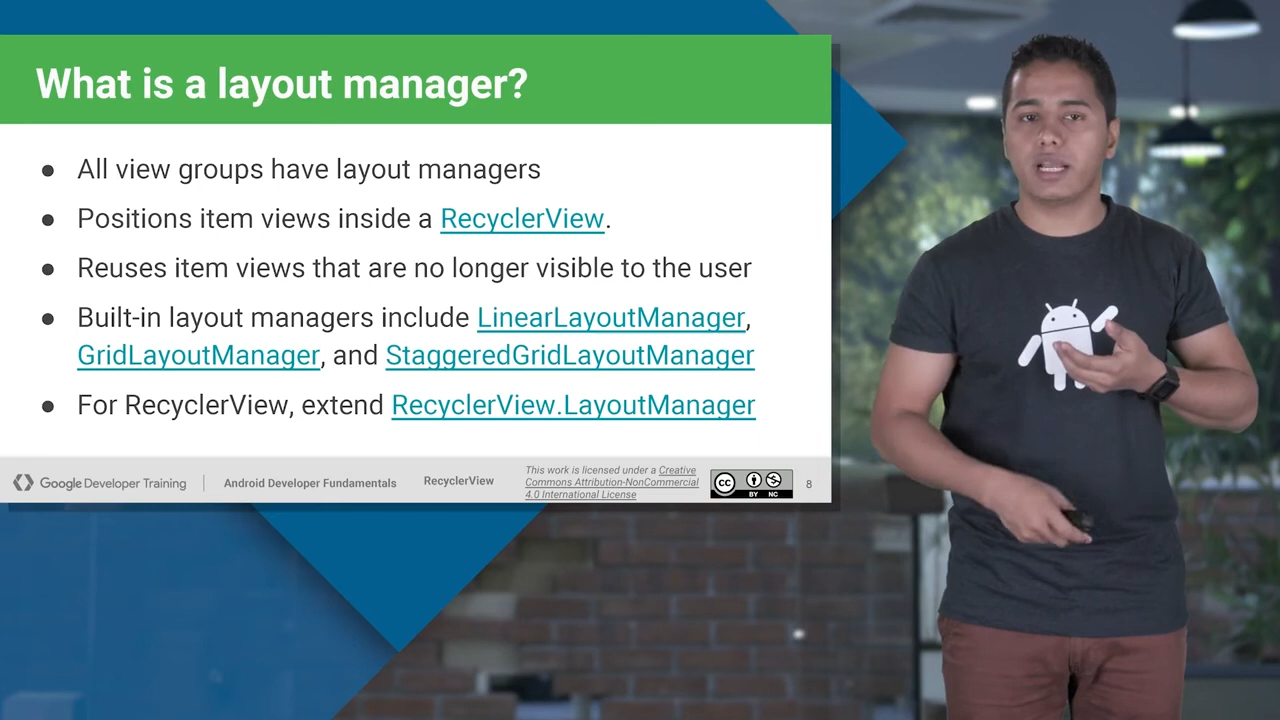 What is a layout manager?
● All view groups have layout managers
● Positions item views inside a RecyclerView.
● Reuses item views that are no longer visible to the user
● Built-in layout managers include LinearLayoutManager,
GridLayoutManager, and StaggeredGridLayoutManager
● For RecyclerView, extend RecyclerView.LayoutManager
Google Developer Training
Android Developer Fundamentals
RecyclerView
This work is licensed under a Creative
Commons Attribution-NonCommercial
4.0 International License
cc
BY NC
8